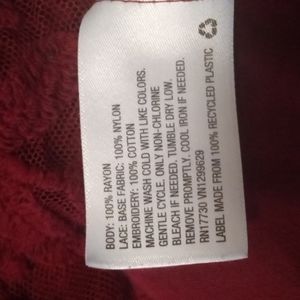 BODY: 100% RAYON
LACE: BASE FABRIC: 100% NYLON
EMBROIDERY: 100% COTTON
MACHINE WASH COLD WITH LIKE COLORS.
GENTLE CYCLE. ONLY NON-CHLORINE
BLEACH IF NEEDED, TUMBLE DRY LOW.
REMOVE PROMPTLY. COOL IRON IF NEEDED.
RN17730 VN1299629
LABEL MADE FROM 100% RECYCLED PLASTIC